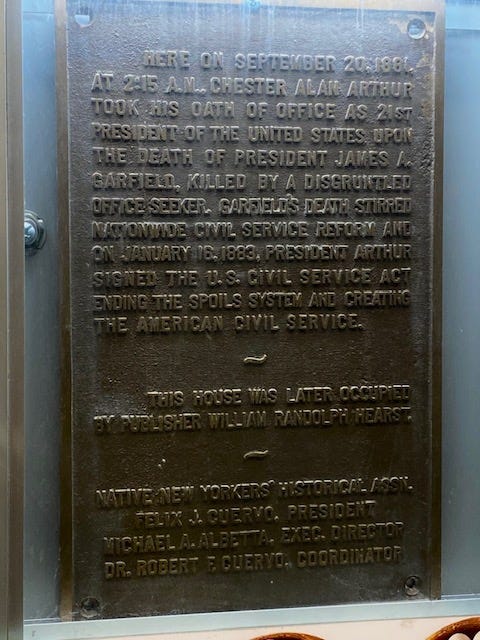 HERE ON SEPTEMBER 20, 1881,
AT 2:15 A.M., CHESTER ALAN ARTHUR
TOOK HIS OATH OF OFFICE AS 21ST
PRESIDENT OF THE UNITED STATES, UPON
THE DEATH OF PRESIDENT JAMES A.
GARFIELD, KILLED BY A DISGRUNTLED
OFFICE-SEEKER. GARFIELD'S DEATH STIRRED
NATIONWIDE CIVIL SERVICE REFORM AND
ON JANUARY 16, 1883, PRESIDENT ARTHUR
SIGNED THE U.S. CIVIL SERVICE ACT
ENDING THE SPOILS SYSTEM AND CREATING
THE AMERICAN CIVIL SERVICE.
THIS HOUSE WAS LATER OCCUPIED
BY PUBLISHER WILLIAM RANDOLPH HEARST.
NATIVE NEW YORKERS' HISTORICAL ASSN.
FELIX J. CUERVO, PRESIDENT
MICHAEL A. ALBETTA, EXEC. DIRECTOR
DR. ROBERT F. CUERVO, COORDINATOR